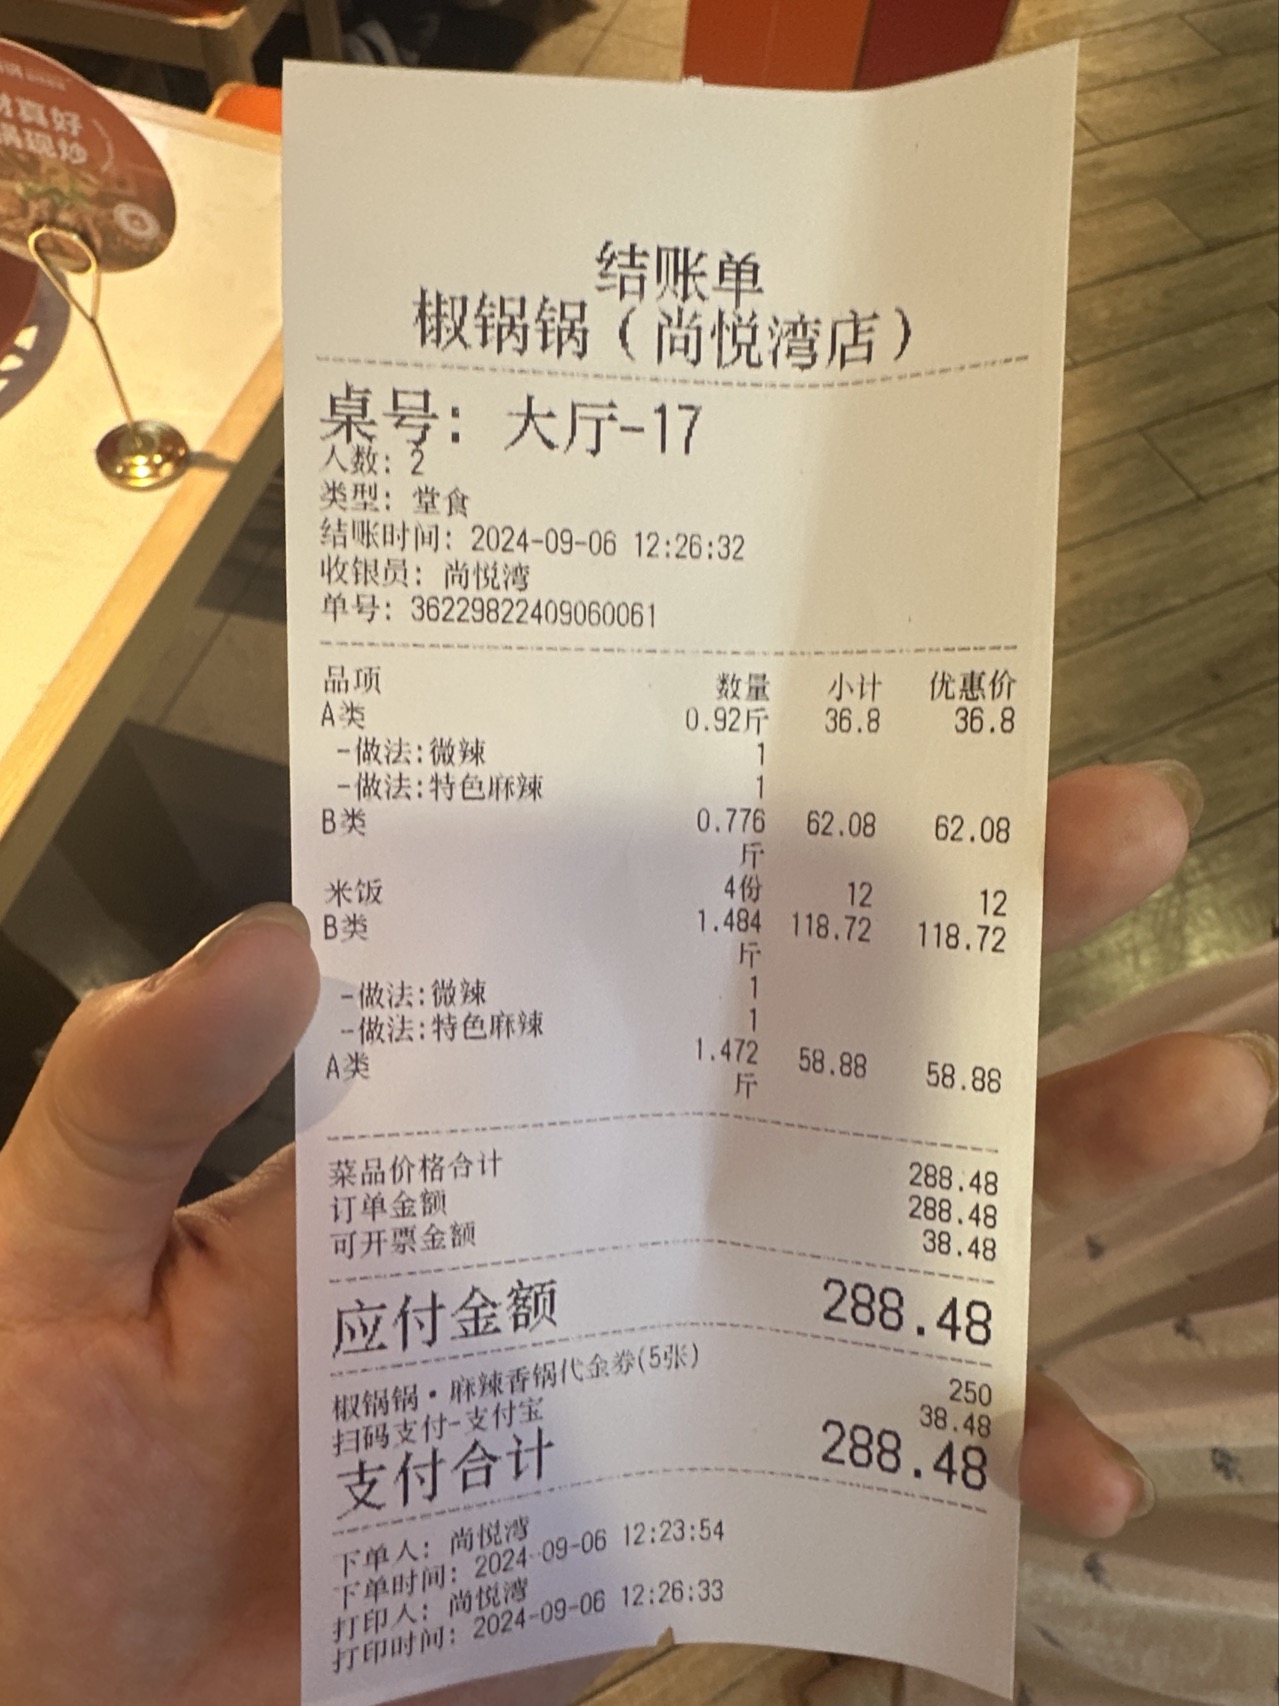 材真好
锅现炒
结账单
椒锅锅（尚悦湾店）
桌号: 大厅-17
人数: 2
类型: 堂食
结账时间: 2024-09-06 12:26:32
收银员: 尚悦湾
单号: 36229822409060061
品项 数量 小计 优惠价
A类 0.92斤 36.8 36.8
-做法:微辣 1
-做法:特色麻辣 1
B类 0.776 62.08 62.08
斤
米饭 4份 12 12
B类 1.484 118.72 118.72
斤
-做法:微辣 1
-做法:特色麻辣 1
A类 1.472 58.88 58.88
斤
菜品价格合计 288.48
订单金额 288.48
可开票金额 38.48
应付金额 288.48
椒锅锅·麻辣香锅代金券(5张) 250
扫码支付-支付宝 38.48
支付合计 288.48
下单人: 尚悦湾
下单时间: 2024-09-06 12:23:54
打印人: 尚悦湾
打印时间: 2024-09-06 12:26:33